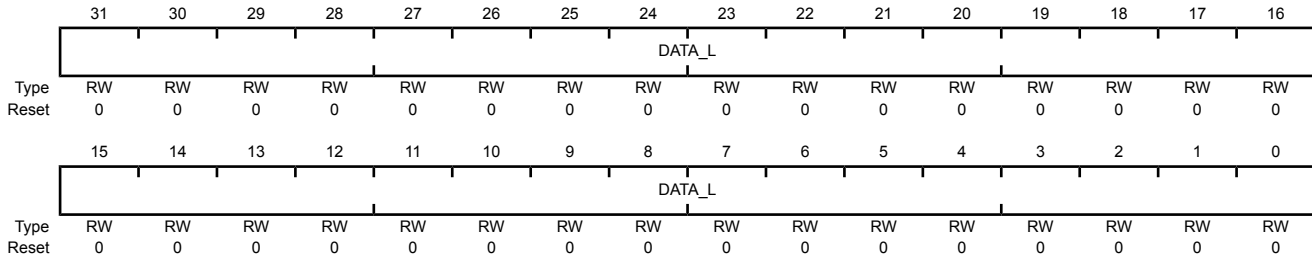 31 30 29 28 27 26 25 24 23 22 21 20 19 18 17 16
DATA_L
Type RW RW RW RW RW RW RW RW RW RW RW RW RW RW RW RW
Reset 0 0 0 0 0 0 0 0 0 0 0 0 0 0 0 0
15 14 13 12 11 10 9 8 7 6 5 4 3 2 1 0
DATA_L
Type RW RW RW RW RW RW RW RW RW RW RW RW RW RW RW RW
Reset 0 0 0 0 0 0 0 0 0 0 0 0 0 0 0 0